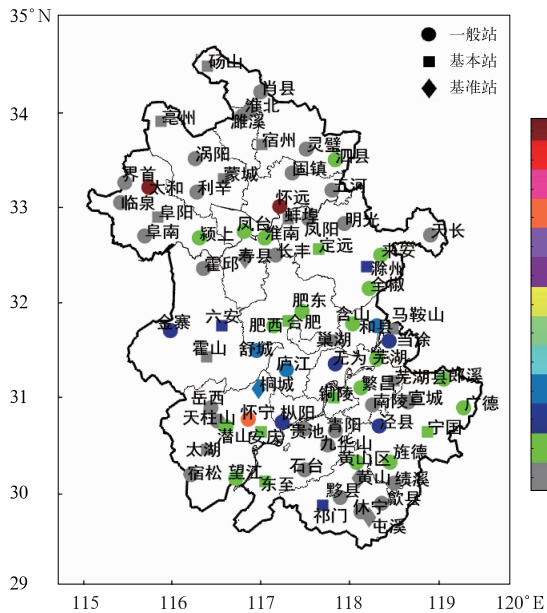 35°N
一般站
基本站
基准站
34
33
32
31
30
29
115
116
117
118
119
120°E
砀山
肖县
淮北
濉溪
亳州
宿州
灵璧
泗县
涡阳
固镇
界首
太和
蒙城
利辛
五河
怀远
临泉
阜阳
蚌埠
凤阳
明光
阜南
颍上
凤台
淮南
天长
定远
来安
霍邱
寿县
长丰
滁州
全椒
肥东
金寨
六安
肥西
合肥
含山
和县
马鞍山
巢湖
当涂
舒城
霍山
庐江
无为
芜湖
桐城
繁昌
芜湖县
郎溪
岳西
铜陵
南陵
宣城
广德
天柱山
怀宁
枞阳
泾县
潜山
安庆
贵池
青阳
宁国
太湖
九华山
黄山区
旌德
宿松
望江
石台
东至
黄山
绩溪
黟县
歙县
祁门
休宁
屯溪